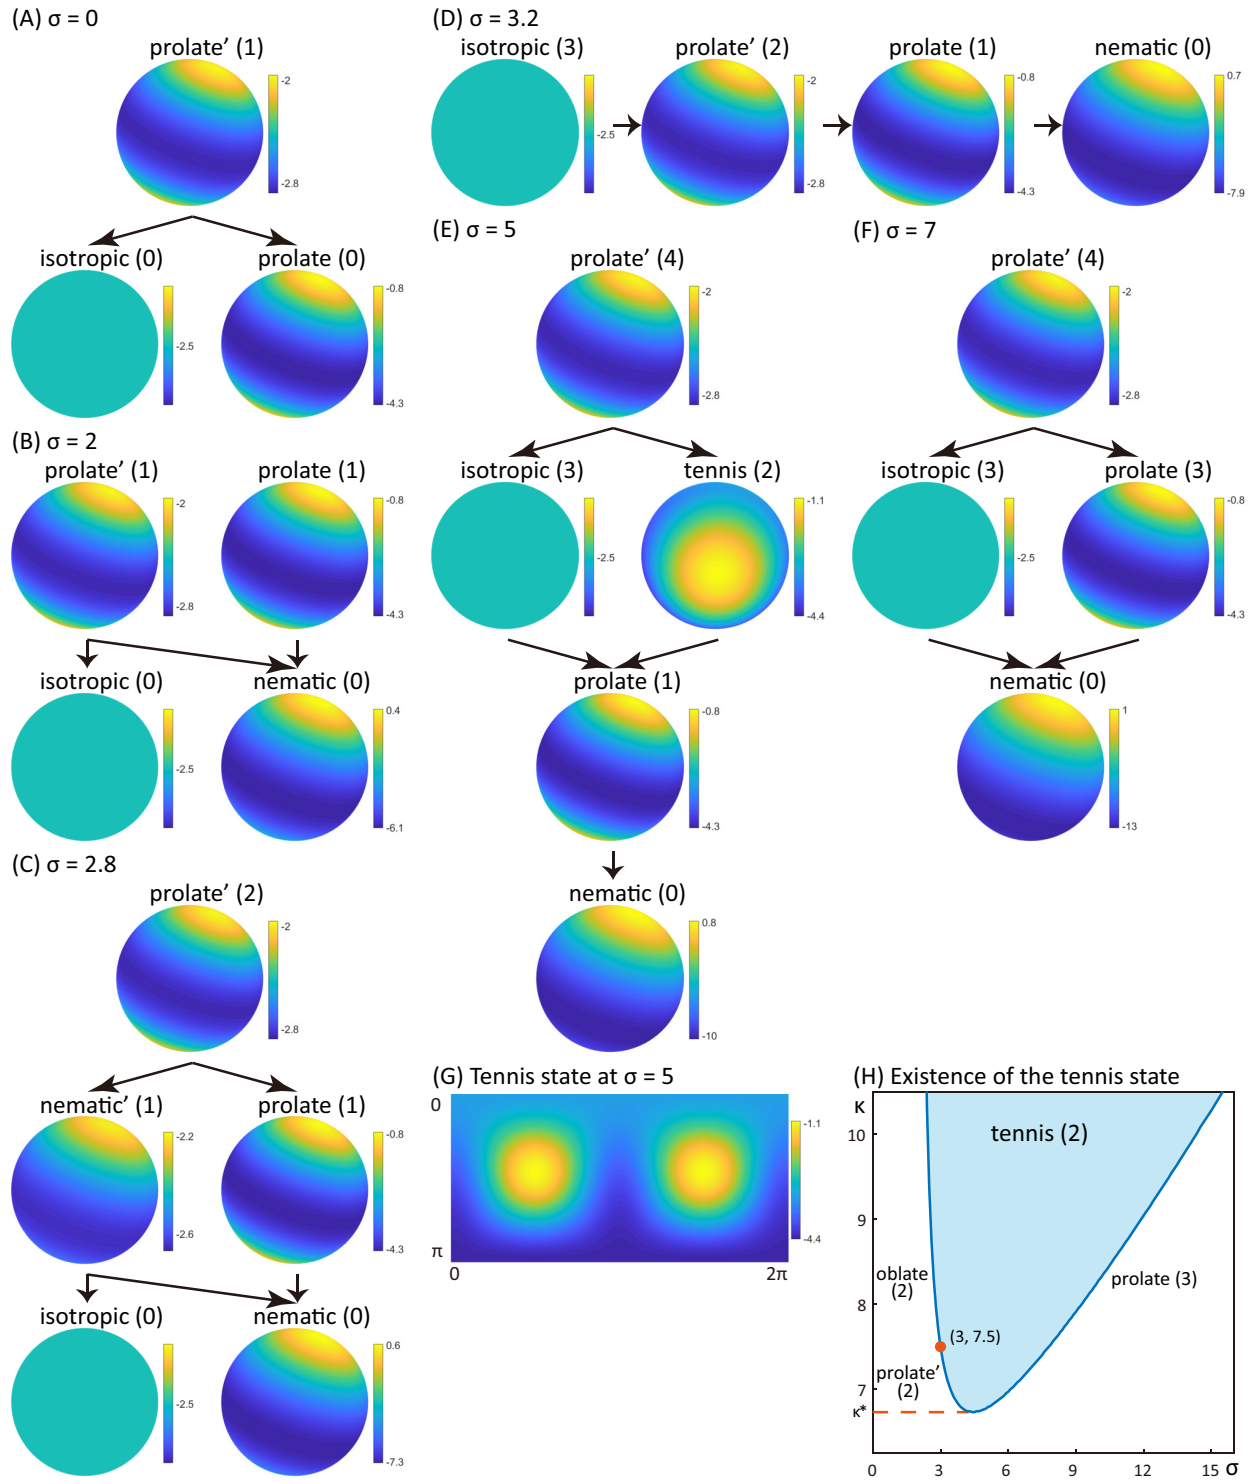 (A) σ = 0
prolate’ (1)
-2
-2.8
isotropic (0)
-2.5
prolate (0)
-0.8
-4.3
(B) σ = 2
prolate’ (1)
-2
-2.8
prolate (1)
-0.8
-4.3
isotropic (0)
-2.5
nematic (0)
0.4
-6.1
(C) σ = 2.8
prolate’ (2)
-2
-2.8
nematic’ (1)
-2.2
-2.6
prolate (1)
-0.8
-4.3
isotropic (0)
-2.5
nematic (0)
0.6
-7.3
(D) σ = 3.2
isotropic (3)
-2.5
prolate’ (2)
-2
-2.8
prolate (1)
-0.8
-4.3
nematic (0)
0.7
-7.9
(E) σ = 5
prolate’ (4)
-2
-2.8
isotropic (3)
-2.5
tennis (2)
-1.1
-4.4
prolate (1)
-0.8
-4.3
nematic (0)
0.8
-10
(F) σ = 7
prolate’ (4)
-2
-2.8
isotropic (3)
-2.5
prolate (3)
-0.8
-4.3
nematic (0)
1
-13
(G) Tennis state at σ = 5
0
π
0
2π
-1.1
-4.4
(H) Existence of the tennis state
κ
10
9
8
7
κ*
tennis (2)
oblate
(2)
prolate (3)
(3, 7.5)
prolate’
(2)
0
3
6
9
12
15
σ